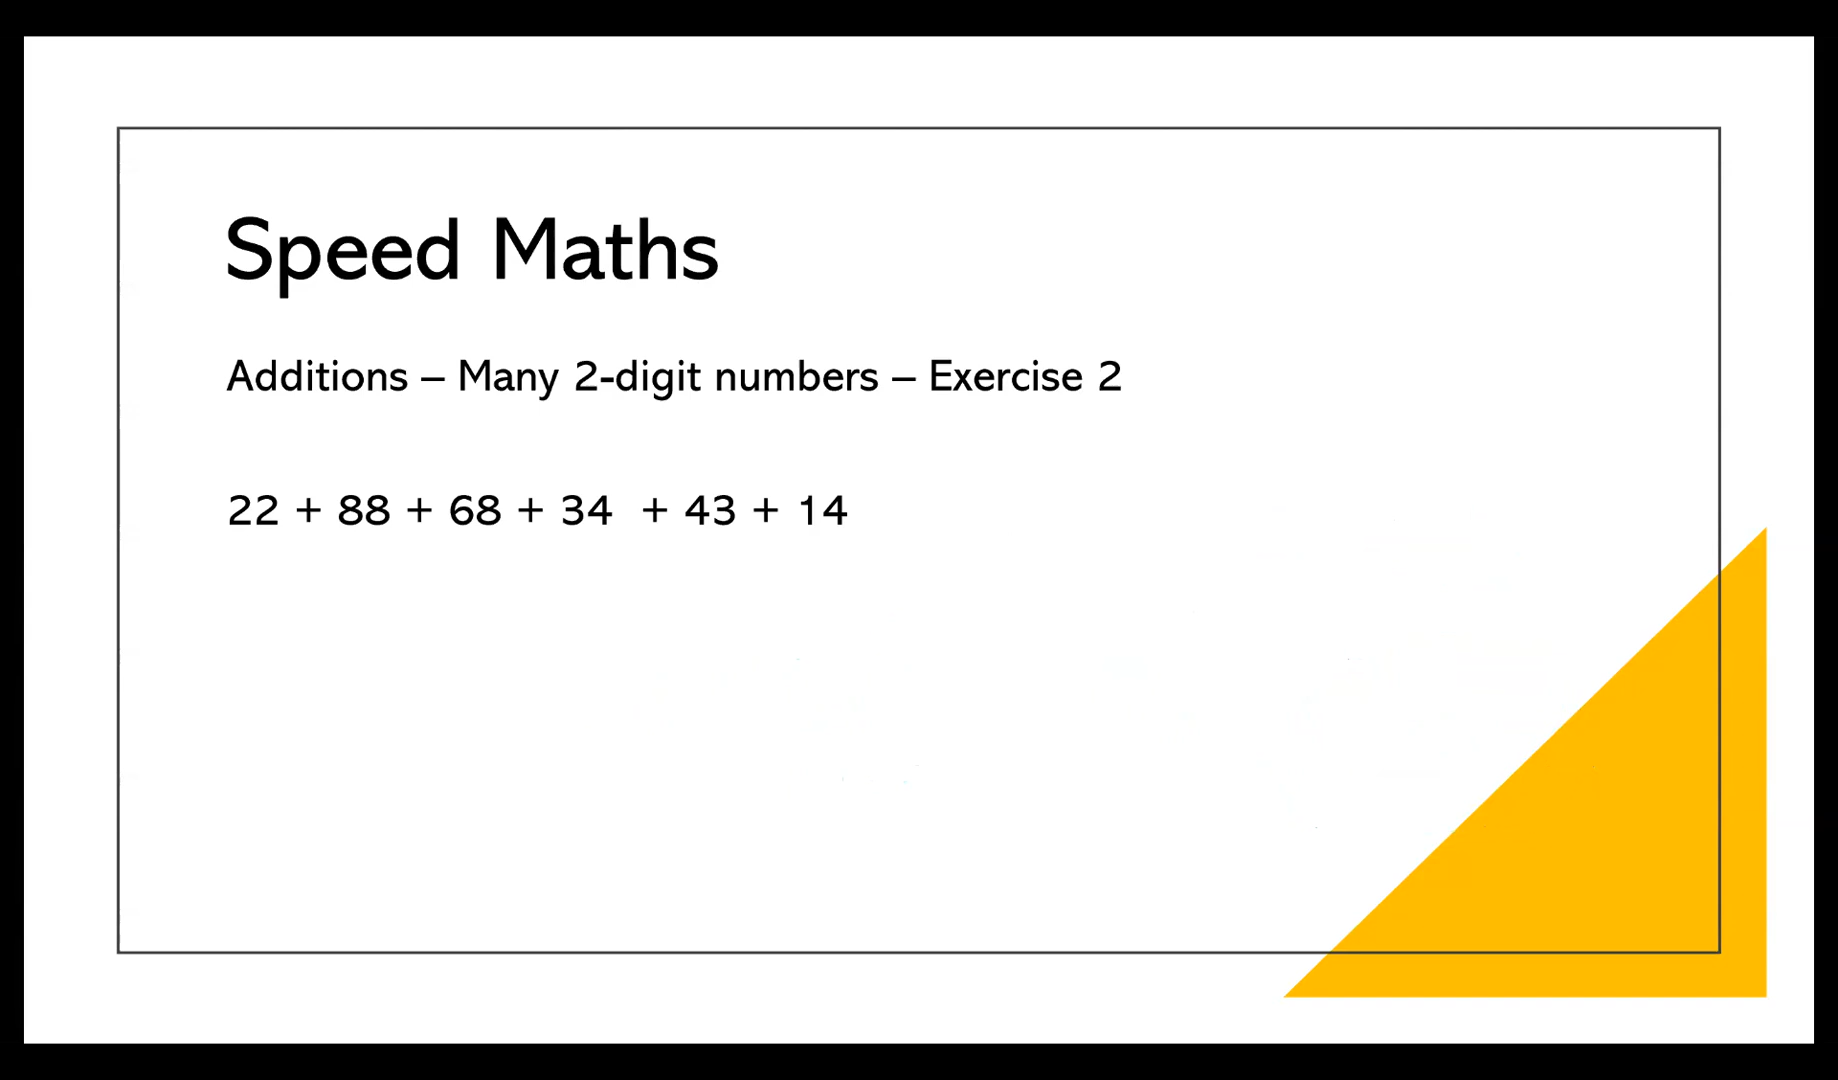 Speed Maths
Additions – Many 2-digit numbers – Exercise 2
22 + 88 + 68 + 34  + 43 + 14